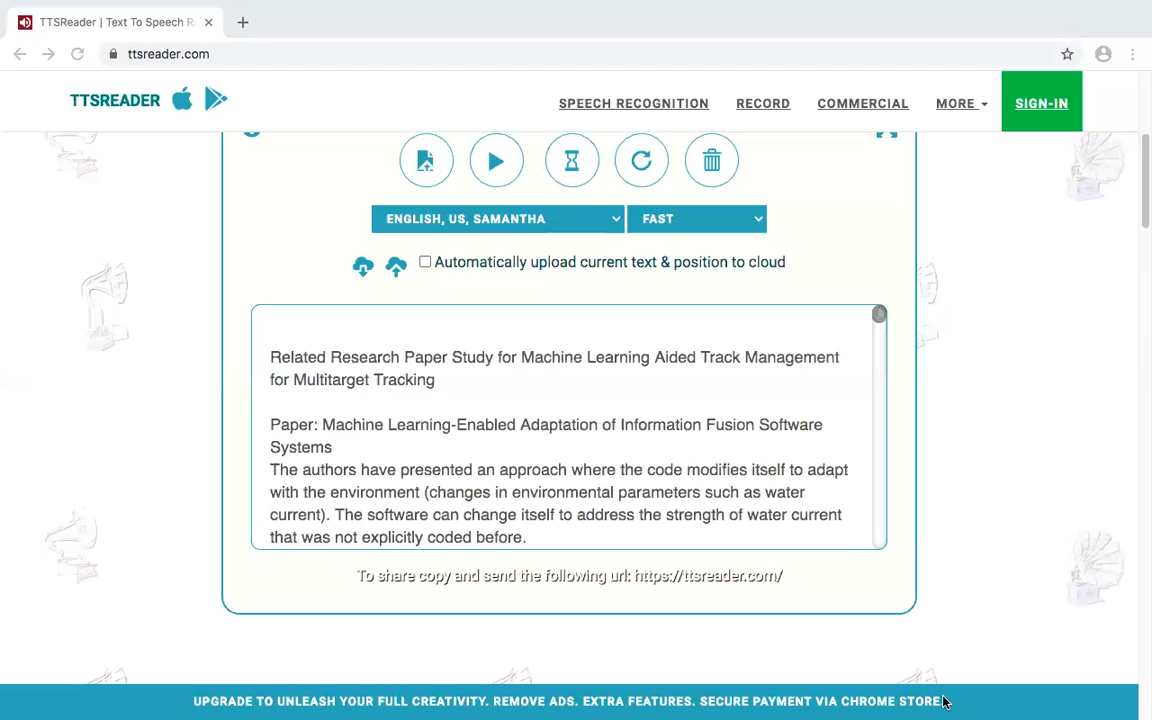 TTSReader | Text To Speech R
ttsreader.com
TTSREADER
SPEECH RECOGNITION
RECORD
COMMERCIAL
MORE
SIGN-IN
ENGLISH, US, SAMANTHA
FAST
Automatically upload current text & position to cloud
Related Research Paper Study for Machine Learning Aided Track Management
for Multitarget Tracking
Paper: Machine Learning-Enabled Adaptation of Information Fusion Software
Systems
The authors have presented an approach where the code modifies itself to adapt
with the environment (changes in environmental parameters such as water
current). The software can change itself to address the strength of water current
that was not explicitly coded before.
To share copy and send the following url: https://ttsreader.com/
UPGRADE TO UNLEASH YOUR FULL CREATIVITY. REMOVE ADS. EXTRA FEATURES. SECURE PAYMENT VIA CHROME STORE